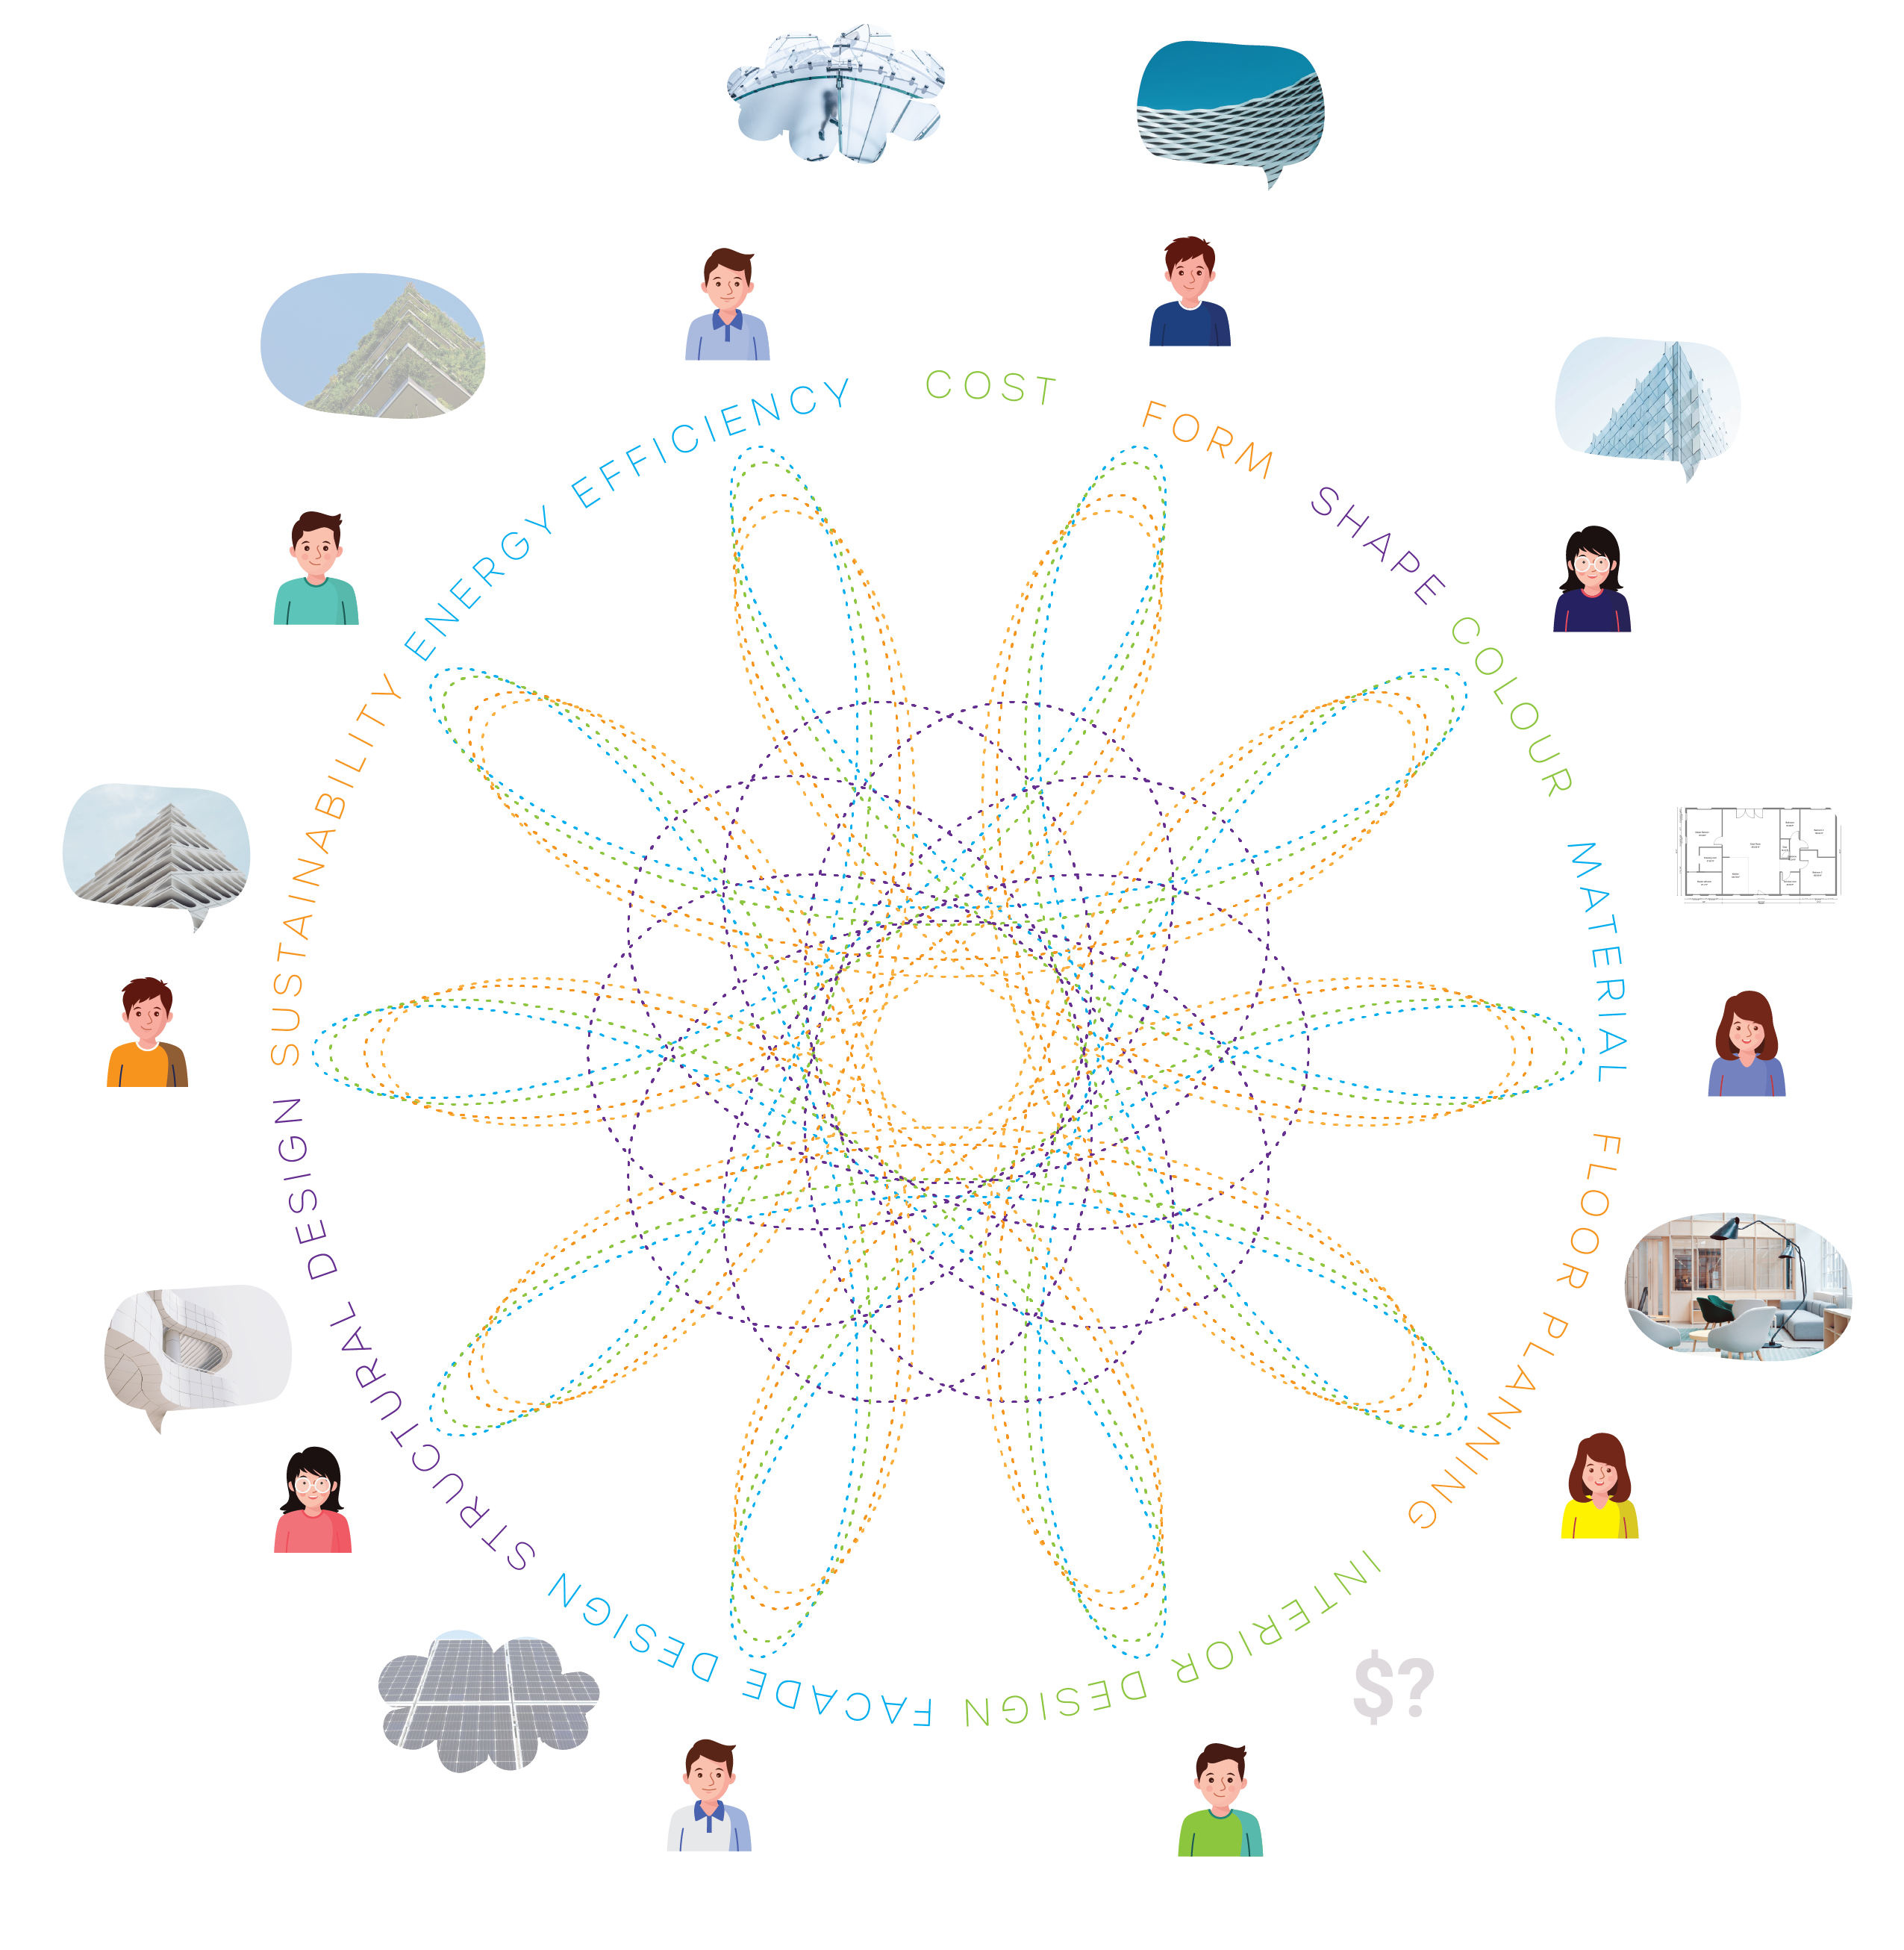 COST
FORM
SHAPE
COLOUR
MATERIAL
FLOOR PLANNING
INTERIOR DESIGN
FACADE DESIGN
STRUCTURAL DESIGN
SUSTAINABILITY
ENERGY EFFICIENCY
$?